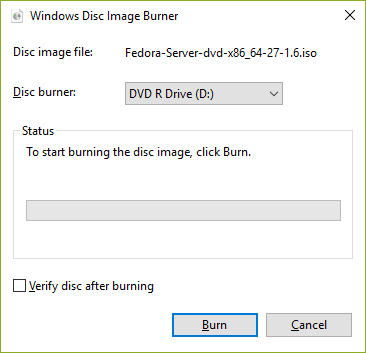 Windows Disc Image Burner
Disc image file: Fedora-Server-dvd-x86_64-27-1.6.iso
Disc burner: DVD R Drive (D:)
Status
To start burning the disc image, click Burn.
Verify disc after burning
Burn Cancel